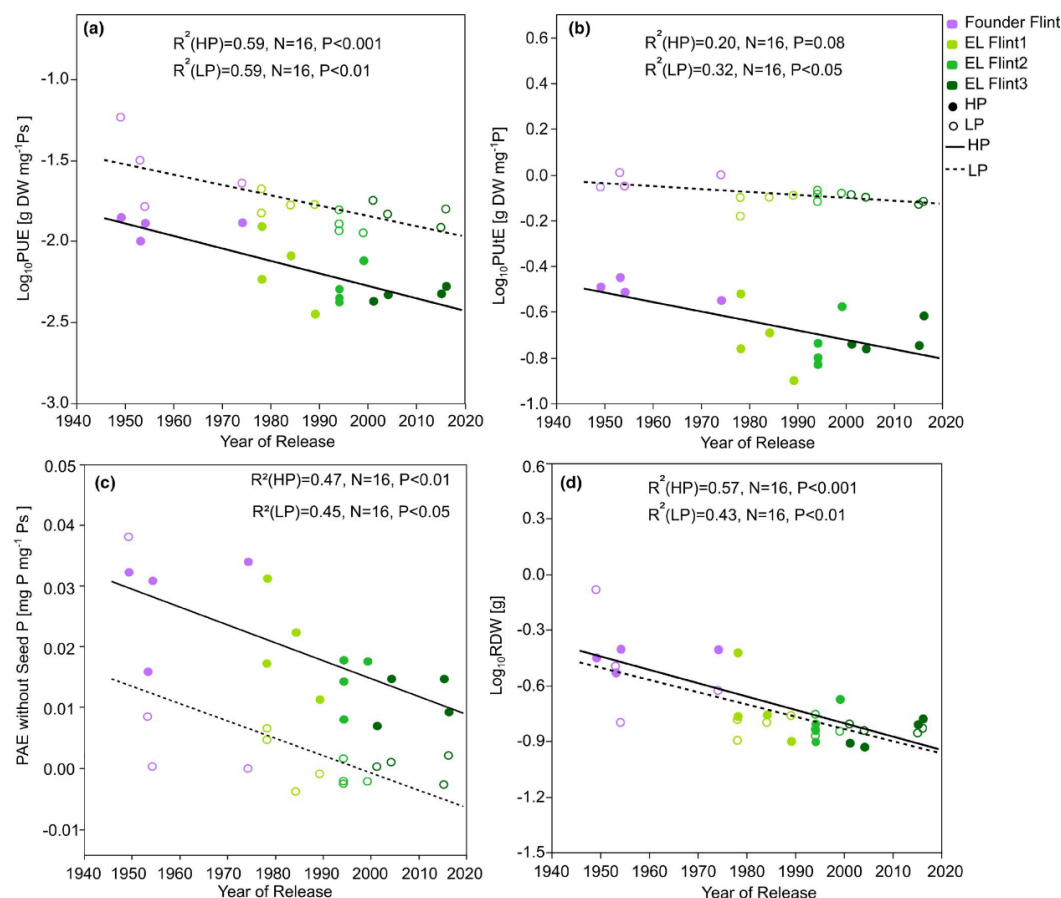 (a)
R²(HP)=0.59, N=16, P<0.001
R²(LP)=0.59, N=16, P<0.01
Log₁₀PUE [g DW mg⁻¹Ps]
-1.0
-1.5
-2.0
-2.5
-3.0
1940 1950 1960 1970 1980 1990 2000 2010 2020
Year of Release
(b)
R²(HP)=0.20, N=16, P=0.08
R²(LP)=0.32, N=16, P<0.05
Log₁₀PUtE [g DW mg⁻¹P]
0.6
0.4
0.2
0.0
-0.2
-0.4
-0.6
-0.8
-1.0
1940 1950 1960 1970 1980 1990 2000 2010 2020
Year of Release
Founder Flint
EL Flint1
EL Flint2
EL Flint3
HP
LP
HP
LP
(c)
R²(HP)=0.47, N=16, P<0.01
R²(LP)=0.45, N=16, P<0.05
PAE without Seed P [mg P mg⁻¹ Ps]
0.05
0.04
0.03
0.02
0.01
0.00
-0.01
1940 1950 1960 1970 1980 1990 2000 2010 2020
Year of Release
(d)
R²(HP)=0.57, N=16, P<0.001
R²(LP)=0.43, N=16, P<0.01
Log₁₀RDW [g]
0.6
0.3
0.0
-0.3
-0.6
-0.9
-1.2
-1.5
1940 1950 1960 1970 1980 1990 2000 2010 2020
Year of Release